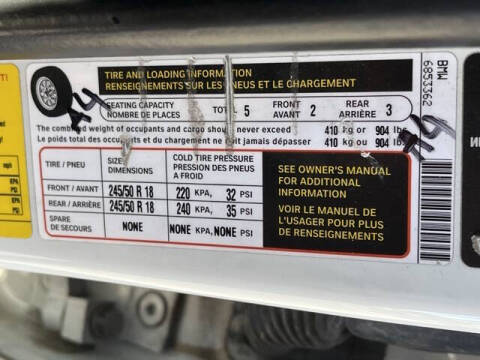 TIRE AND LOADING INFORMATION
RENSEIGNEMENTS SUR LES PNEUS ET LE CHARGEMENT
SEATING CAPACITY
NOMBRE DE PLACES
TOTAL 5
FRONT
AVANT 2
REAR
ARRIÈRE 3
The combined weight of occupants and cargo should never exceed 410 kg or 904 lbs
Le poids total des occupants et du chargement ne doit jamais dépasser 410 kg ou 904
TIRE / PNEU
SIZE
DIMENSIONS
COLD TIRE PRESSURE
PRESSION DES PNEUS
A FROID
FRONT / AVANT 245/50 R 18 220 KPA, 32 PSI
REAR / ARRIÈRE 245/50 R 18 240 KPA, 35 PSI
SPARE
DE SECOURS NONE NONE KPA, NONE PSI
SEE OWNER'S MANUAL
FOR ADDITIONAL
INFORMATION
VOIR LE MANUEL DE
L'USAGER POUR PLUS
DE RENSEIGNEMENTS
BMW
6853362
A4